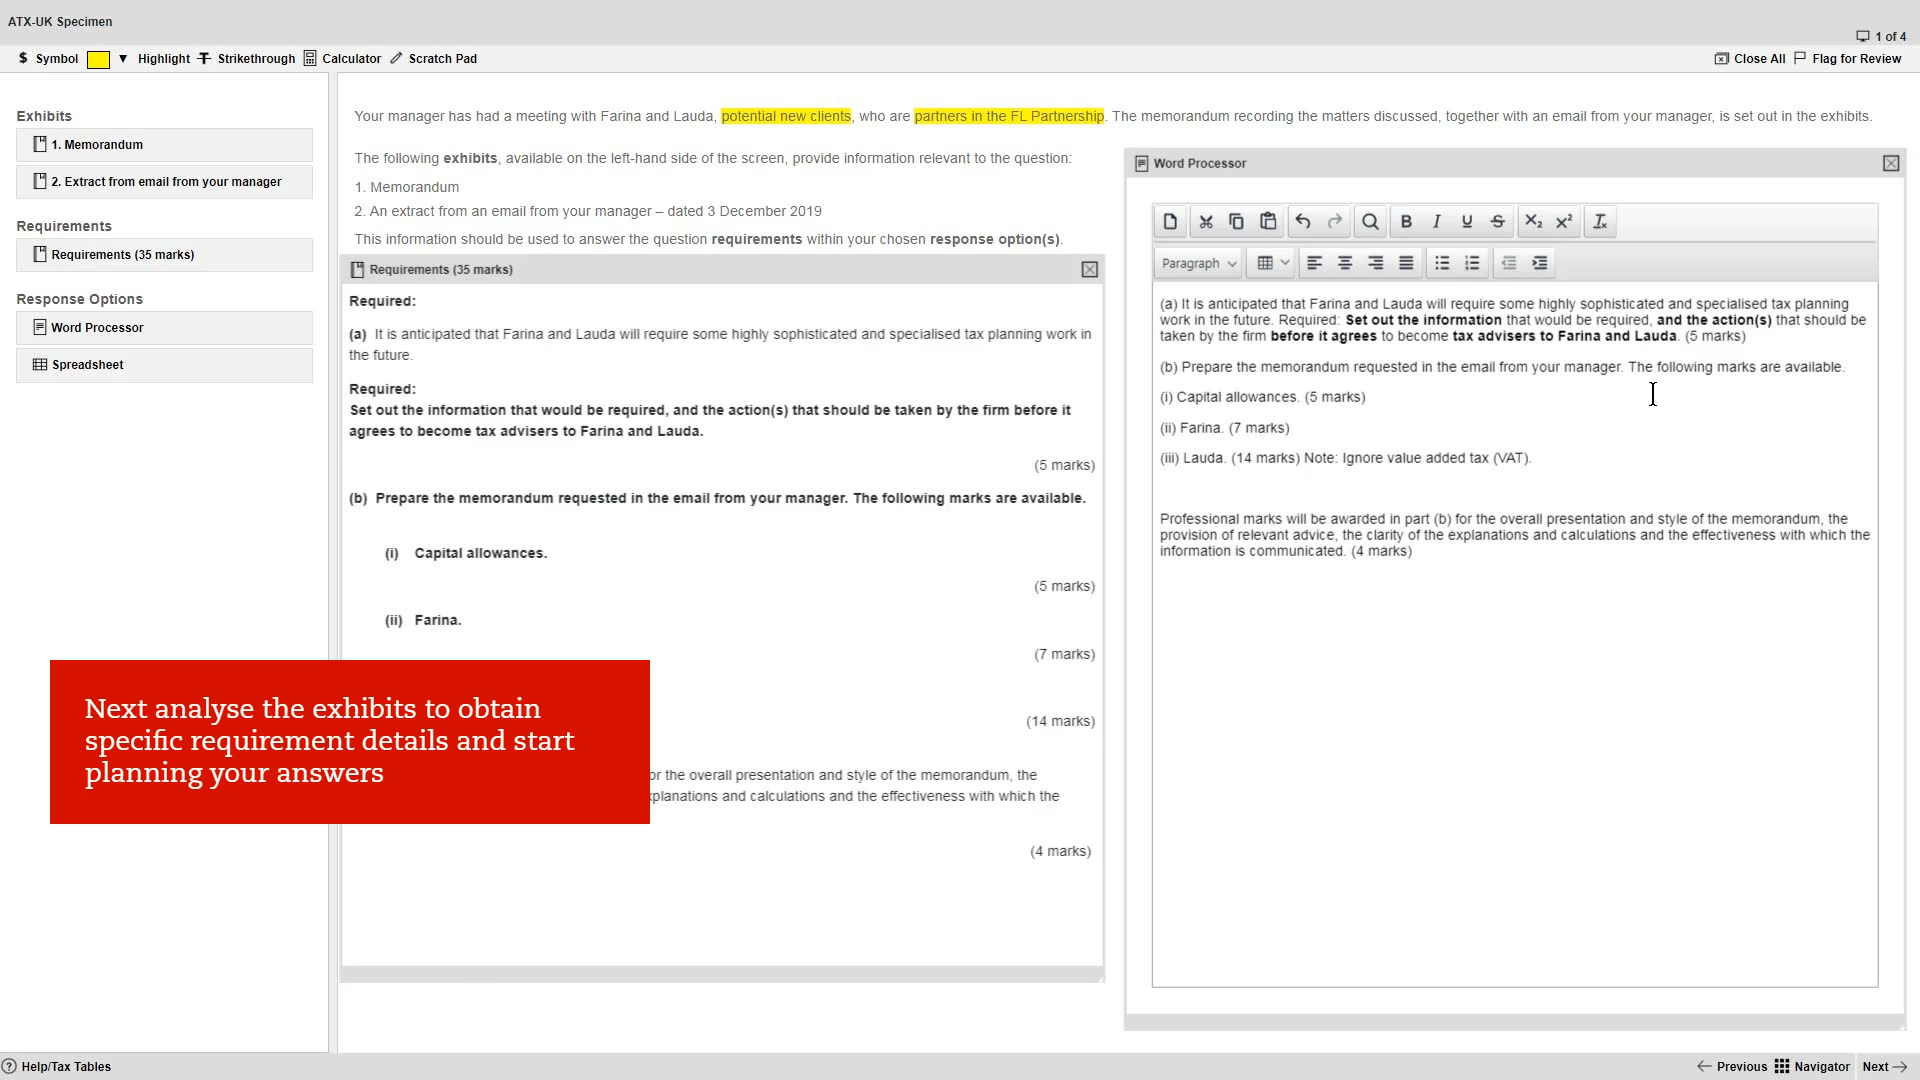 ATX-UK Specimen
1 of 4
$ Symbol Highlight Strikethrough Calculator Scratch Pad
Close All Flag for Review
Exhibits
1. Memorandum
2. Extract from email from your manager
Requirements
Requirements (35 marks)
Response Options
Word Processor
Spreadsheet
Your manager has had a meeting with Farina and Lauda, potential new clients, who are partners in the FL Partnership. The memorandum recording the matters discussed, together with an email from your manager, is set out in the exhibits.
The following exhibits, available on the left-hand side of the screen, provide information relevant to the question:
1. Memorandum
2. An extract from an email from your manager – dated 3 December 2019
This information should be used to answer the question requirements within your chosen response option(s).
Requirements (35 marks)
Required:
(a) It is anticipated that Farina and Lauda will require some highly sophisticated and specialised tax planning work in
the future.
Required:
Set out the information that would be required, and the action(s) that should be taken by the firm before it
agrees to become tax advisers to Farina and Lauda.
(5 marks)
(b) Prepare the memorandum requested in the email from your manager. The following marks are available.
(i) Capital allowances.
(5 marks)
(ii) Farina.
(7 marks)
(14 marks)
or the overall presentation and style of the memorandum, the
xplanations and calculations and the effectiveness with which the
(4 marks)
Next analyse the exhibits to obtain
specific requirement details and start
planning your answers
Word Processor
B I U S X₂ X² Ix
Paragraph
(a) It is anticipated that Farina and Lauda will require some highly sophisticated and specialised tax planning
work in the future. Required: Set out the information that would be required, and the action(s) that should be
taken by the firm before it agrees to become tax advisers to Farina and Lauda. (5 marks)
(b) Prepare the memorandum requested in the email from your manager. The following marks are available.
(i) Capital allowances. (5 marks)
(ii) Farina. (7 marks)
(iii) Lauda. (14 marks) Note: Ignore value added tax (VAT).
Professional marks will be awarded in part (b) for the overall presentation and style of the memorandum, the
provision of relevant advice, the clarity of the explanations and calculations and the effectiveness with which the
information is communicated. (4 marks)
Help/Tax Tables
Previous Navigator Next